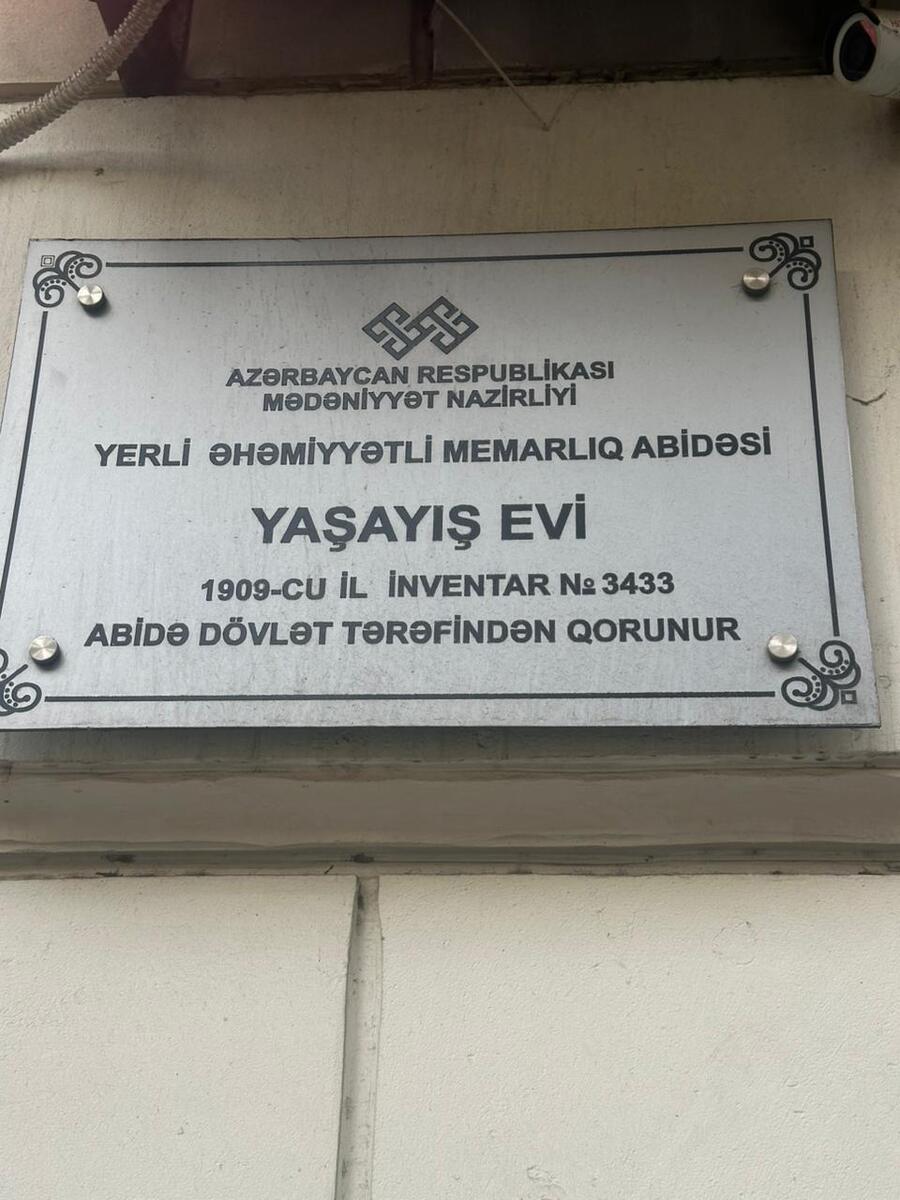 AZƏRBAYCAN RESPUBLİKASI
MƏDƏNİYYƏT NAZİRLİYİ
YERLİ ƏHƏMİYYƏTLİ MEMARLIQ ABİDƏSİ
YAŞAYIŞ EVİ
1909-CU İL İNVENTAR № 3433
ABİDƏ DÖVLƏT TƏRƏFİNDƏN QORUNUR